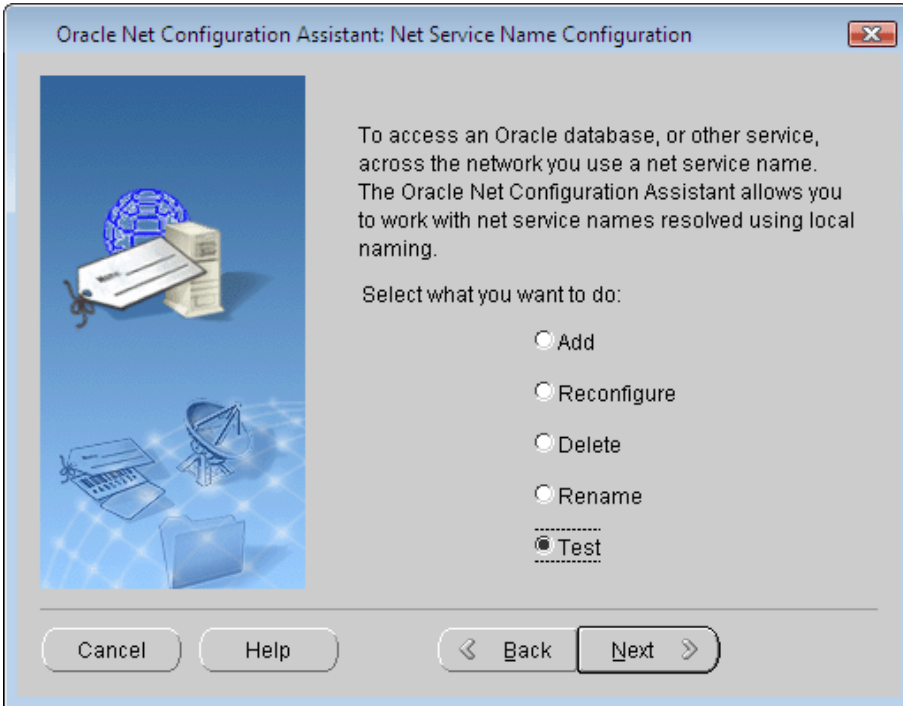 Oracle Net Configuration Assistant: Net Service Name Configuration
To access an Oracle database, or other service,
across the network you use a net service name.
The Oracle Net Configuration Assistant allows you
to work with net service names resolved using local
naming.
Select what you want to do:
Add
Reconfigure
Delete
Rename
Test
Cancel
Help
Back
Next